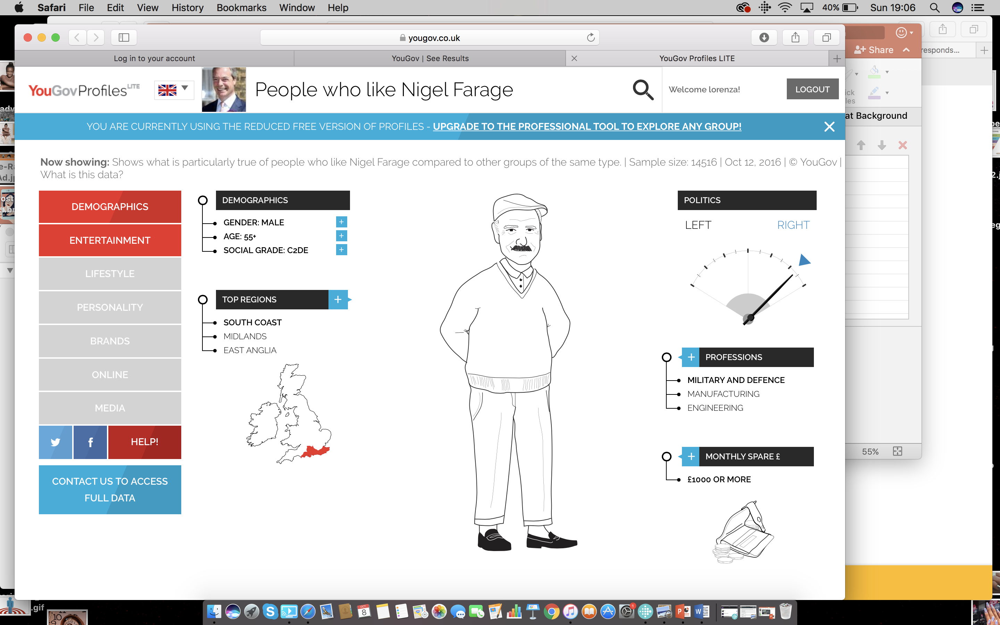 Safari File Edit View History Bookmarks Window Help 40% Sun 19:06
yougov.co.uk
Log in to your account YouGov | See Results YouGov Profiles LITE
Share
responds...
YouGovProfiles LITE People who like Nigel Farage Welcome lorenza! LOGOUT
YOU ARE CURRENTLY USING THE REDUCED FREE VERSION OF PROFILES - UPGRADE TO THE PROFESSIONAL TOOL TO EXPLORE ANY GROUP!
at Background
Now showing: Shows what is particularly true of people who like Nigel Farage compared to other groups of the same type. | Sample size: 14516 | Oct 12, 2016 | © YouGov |
What is this data?
DEMOGRAPHICS
ENTERTAINMENT
LIFESTYLE
PERSONALITY
BRANDS
ONLINE
MEDIA
HELP!
CONTACT US TO ACCESS
FULL DATA
DEMOGRAPHICS
GENDER: MALE
AGE: 55+
SOCIAL GRADE: C2DE
TOP REGIONS
SOUTH COAST
MIDLANDS
EAST ANGLIA
POLITICS
LEFT RIGHT
PROFESSIONS
MILITARY AND DEFENCE
MANUFACTURING
ENGINEERING
MONTHLY SPARE £
£1000 OR MORE
55%
.gif
OCT
8